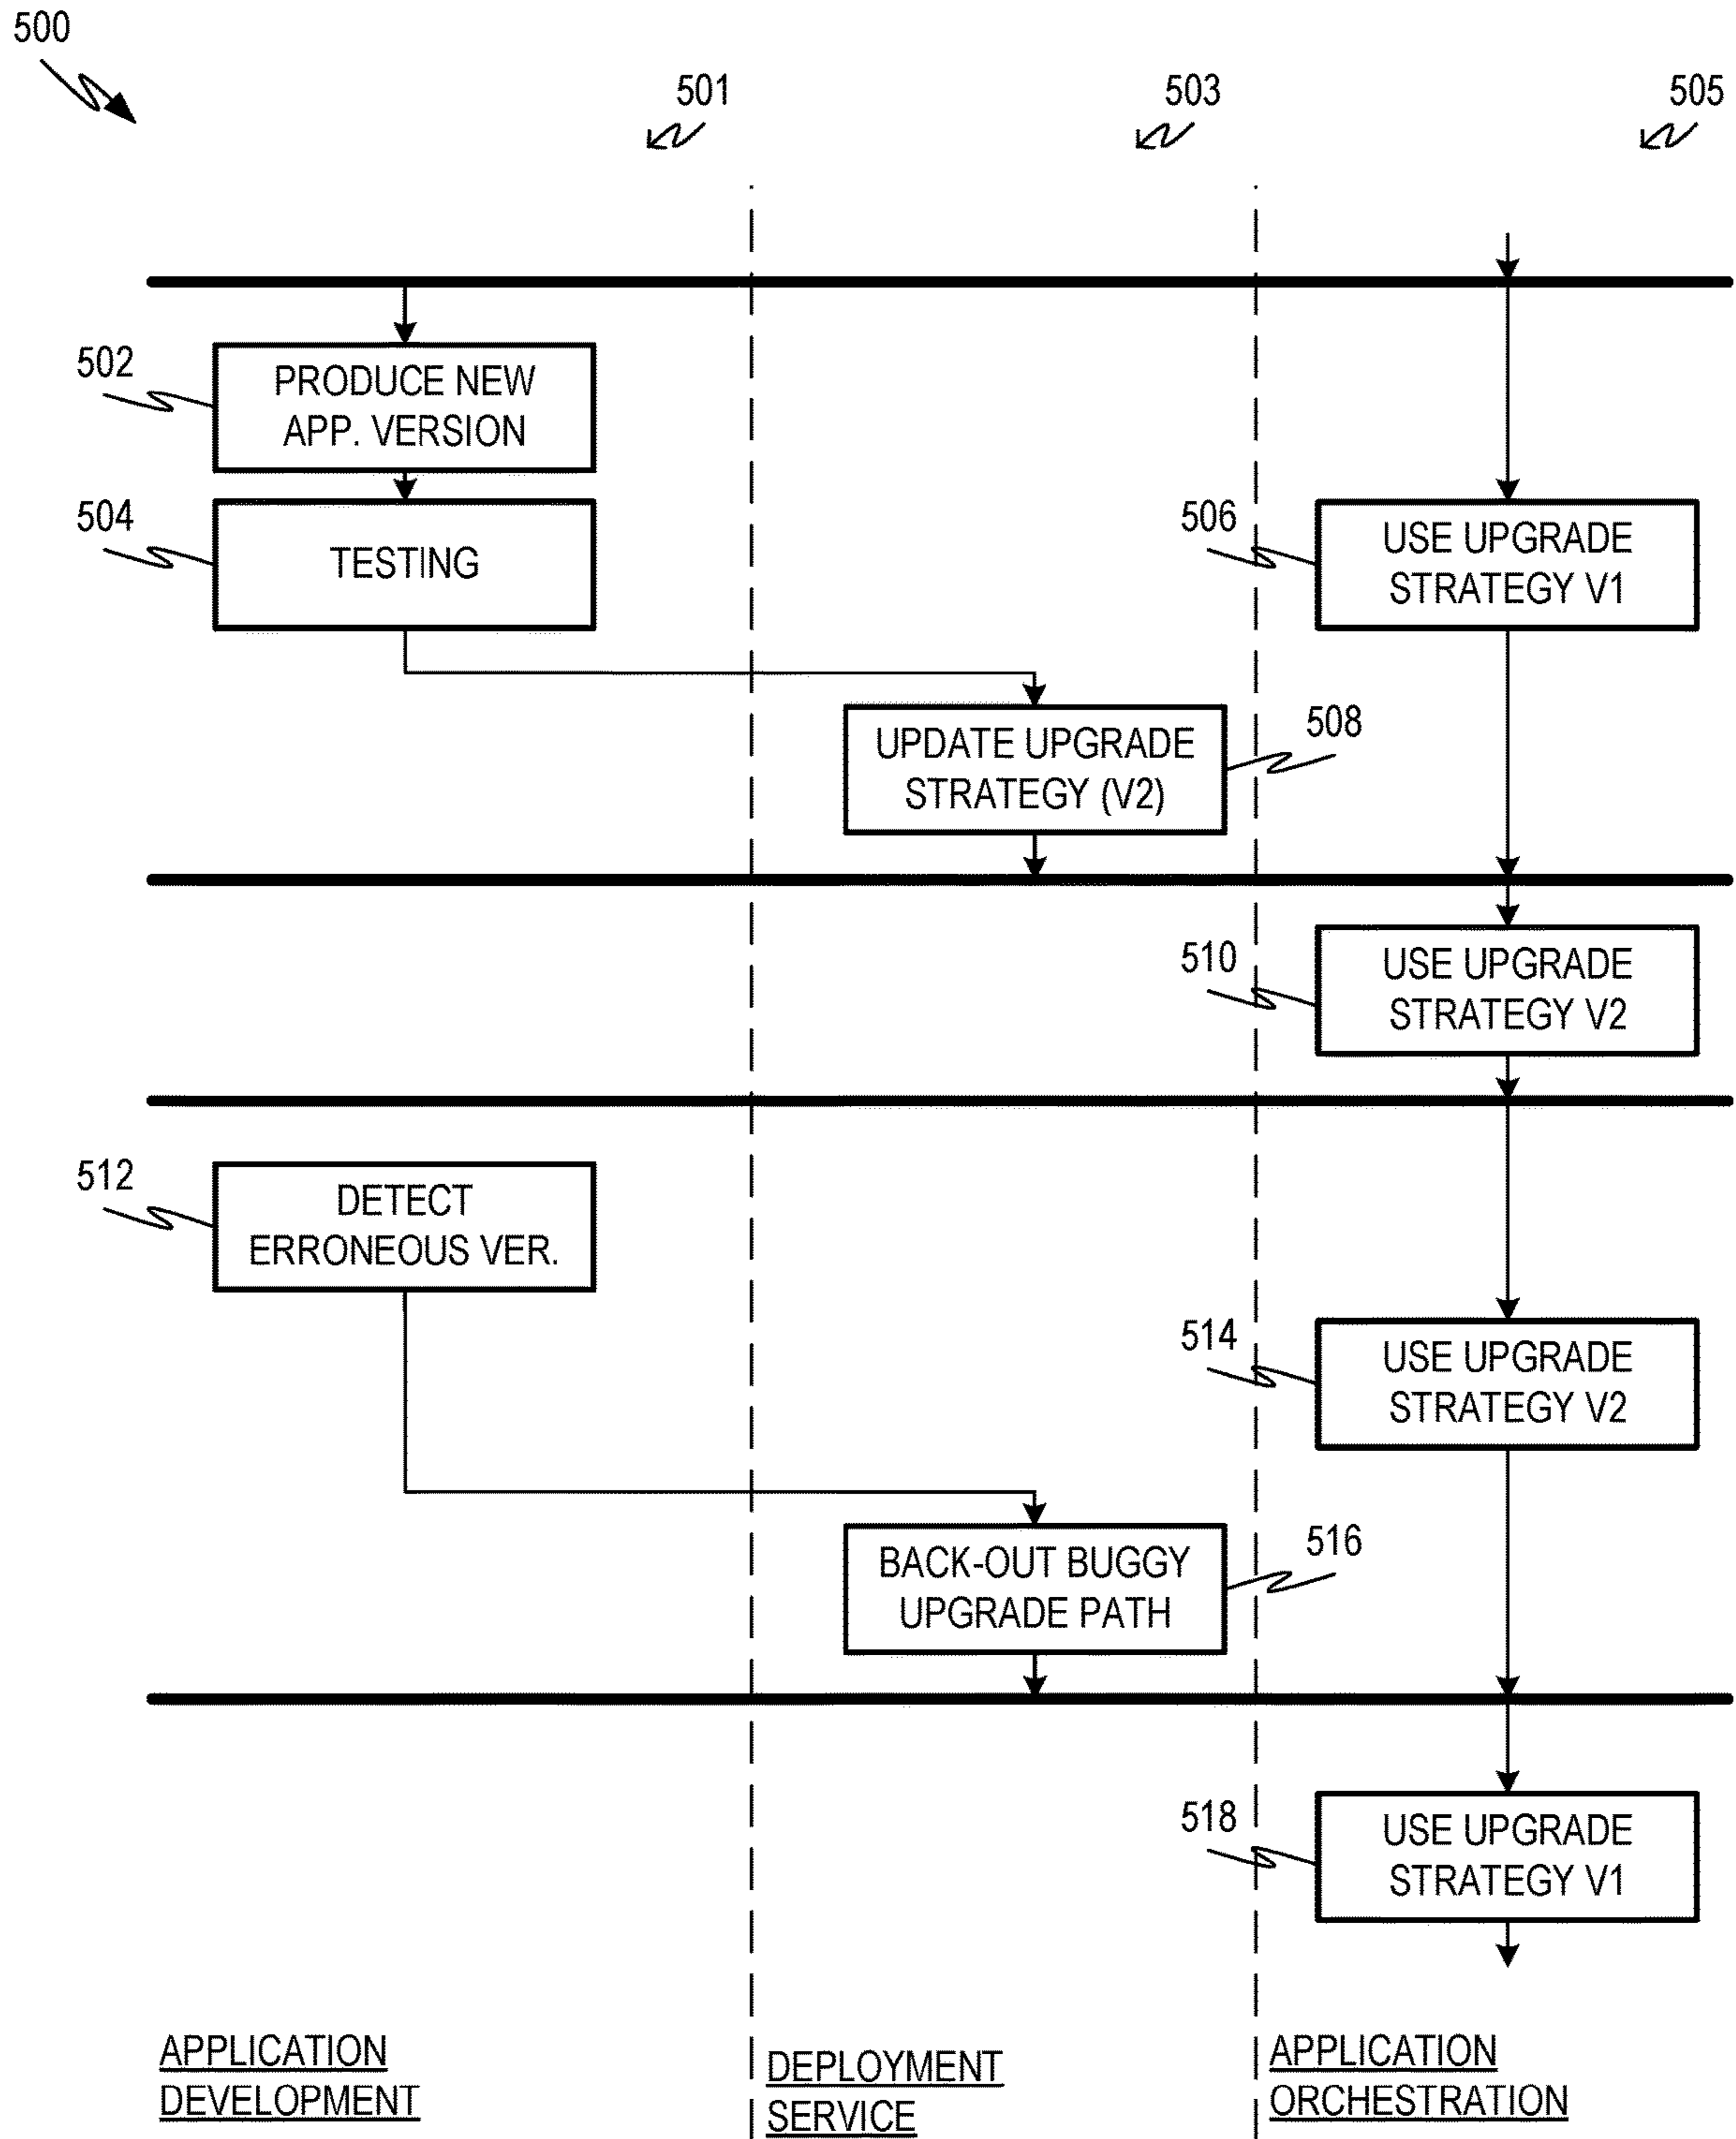 500
501
503
505
502
PRODUCE NEW
APP. VERSION
504
TESTING
506
USE UPGRADE
STRATEGY V1
508
UPDATE UPGRADE
STRATEGY (V2)
510
USE UPGRADE
STRATEGY V2
512
DETECT
ERRONEOUS VER.
514
USE UPGRADE
STRATEGY V2
516
BACK-OUT BUGGY
UPGRADE PATH
518
USE UPGRADE
STRATEGY V1
APPLICATION
DEVELOPMENT
DEPLOYMENT
SERVICE
APPLICATION
ORCHESTRATION